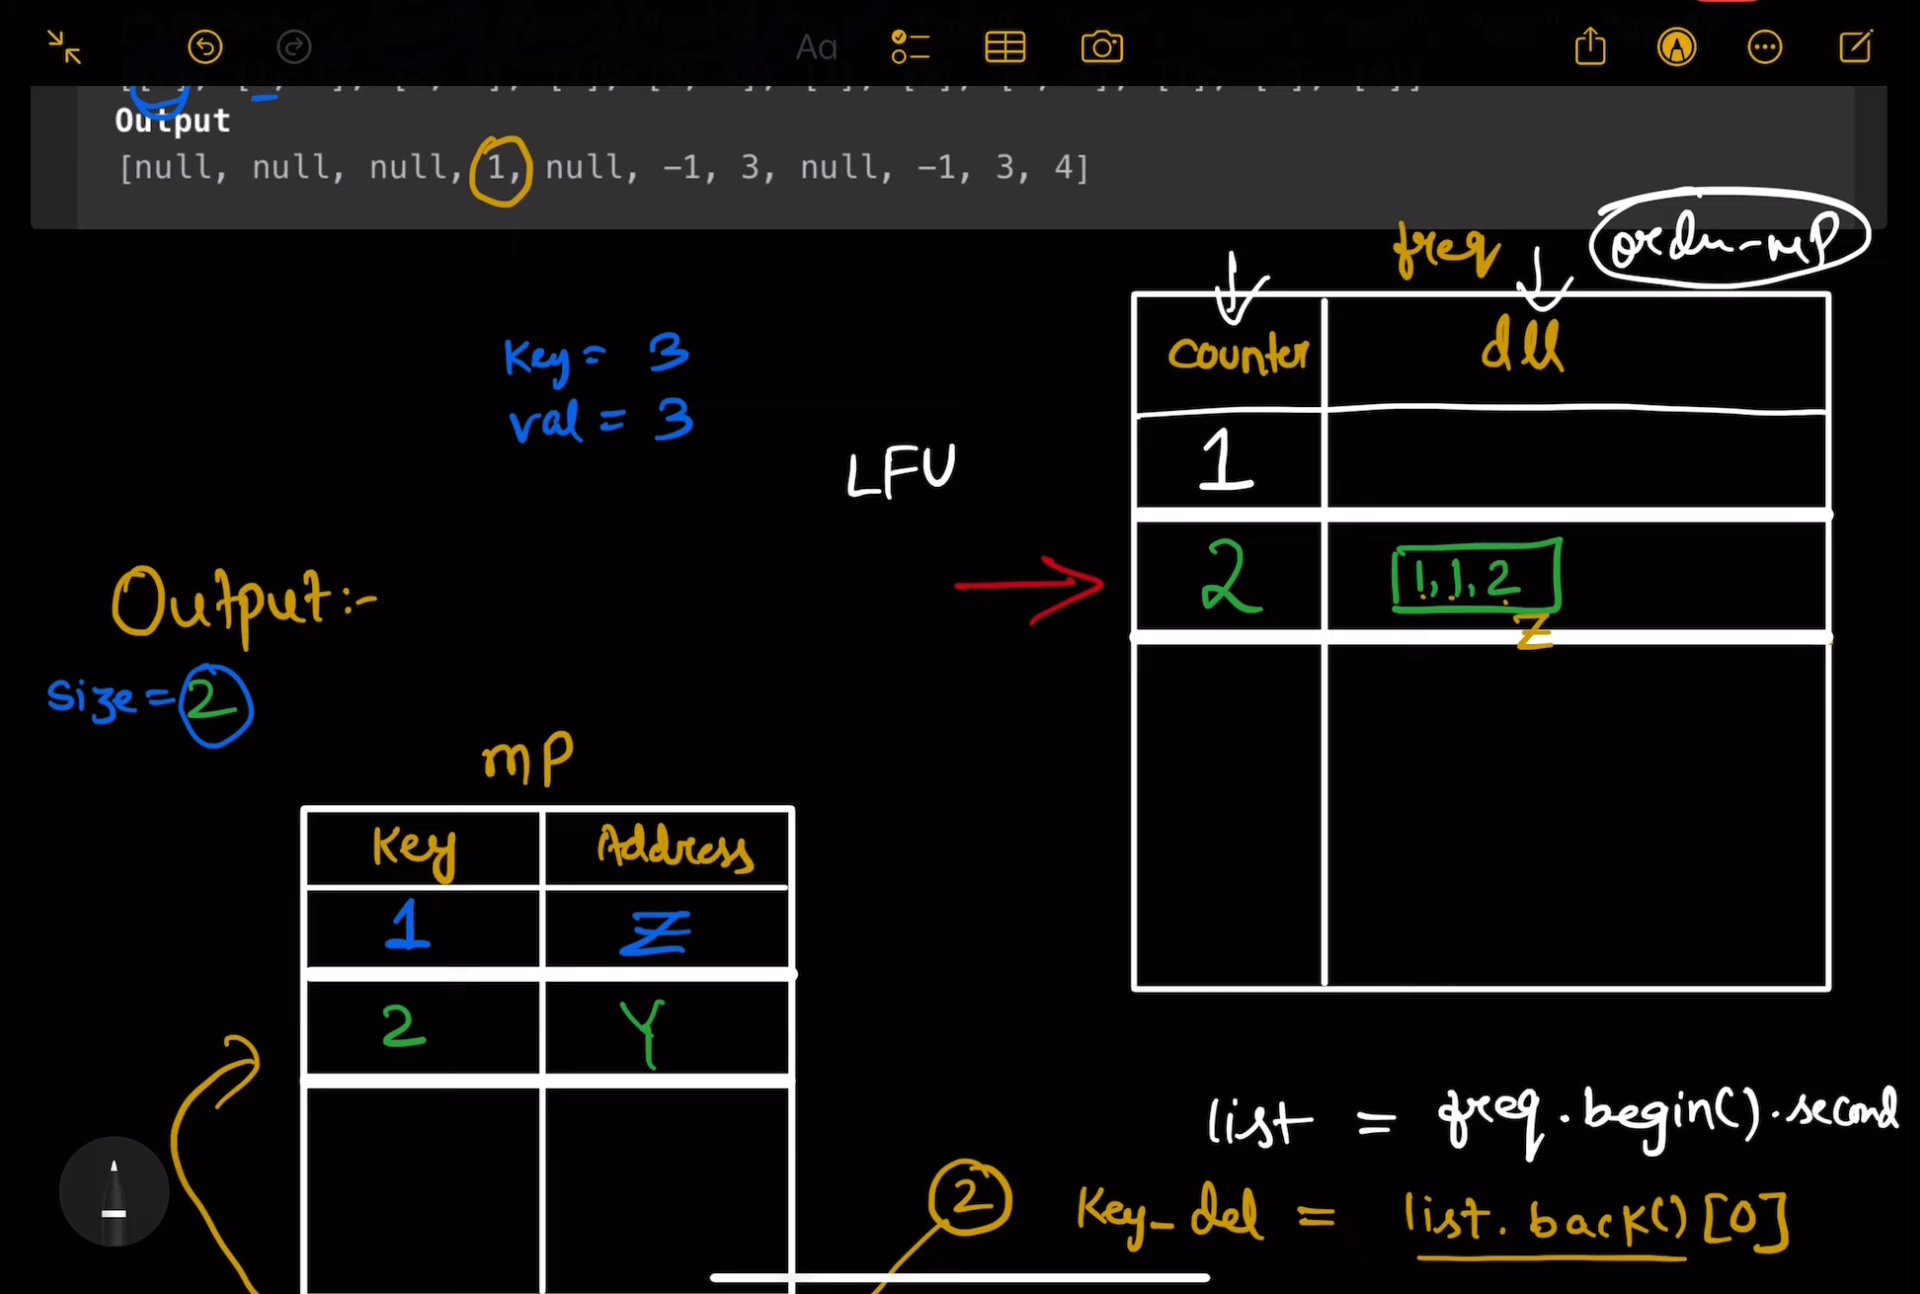 Aa
Output
[null, null, null, 1, null, −1, 3, null, −1, 3, 4]
freq
Key = 3
val = 3
counter dll
1
LFU
2 1, 1, 2
Z
Output:-
size = 2
mp
Key Address
1 Z
2 Y
list = freq.begin().second
2 Key_del = list.back()[0]